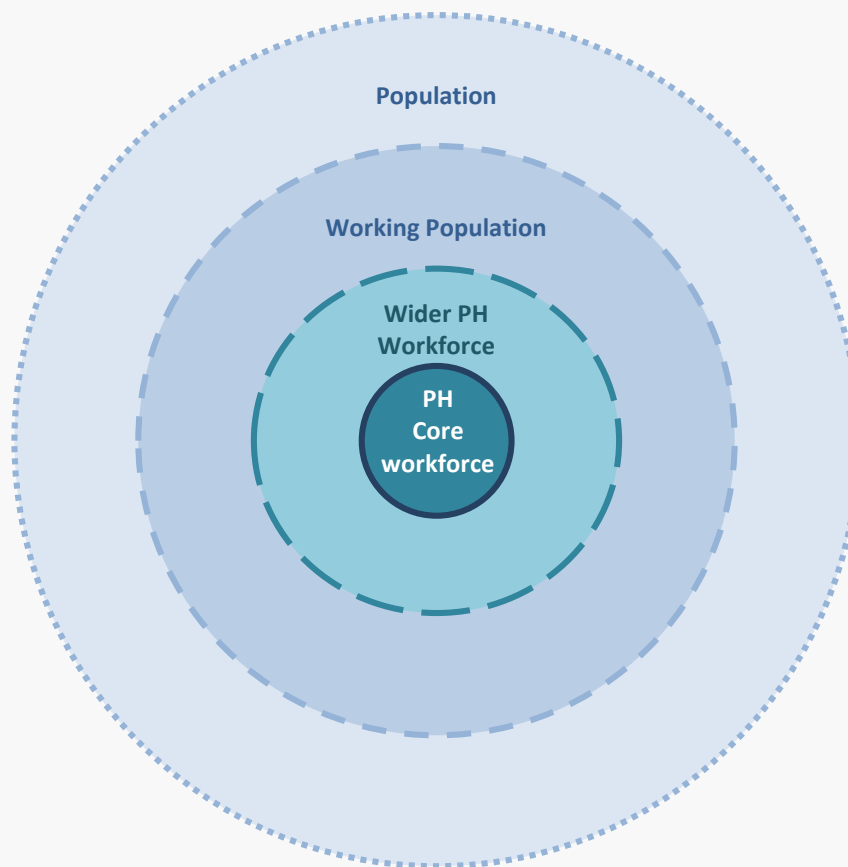 Population
Working Population
Wider PH
Workforce
PH
Core
workforce